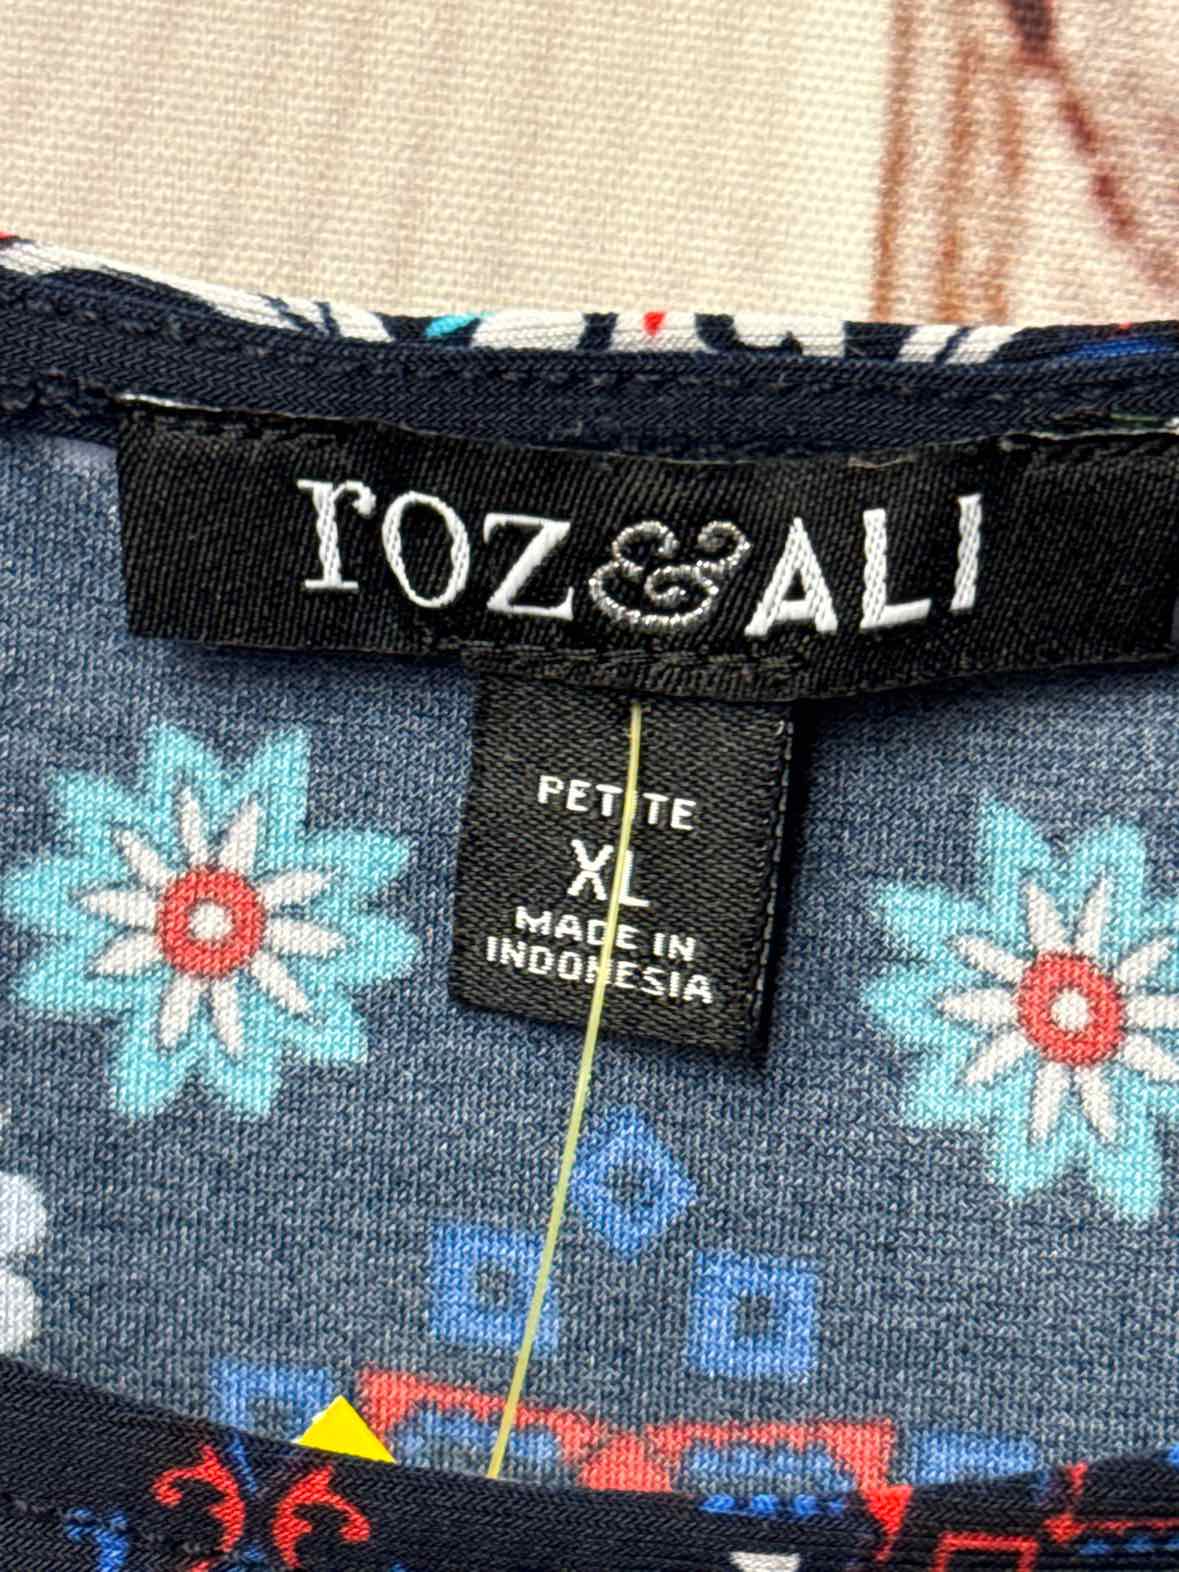 roz&ALI
PETITE
XL
MADE IN
INDONESIA